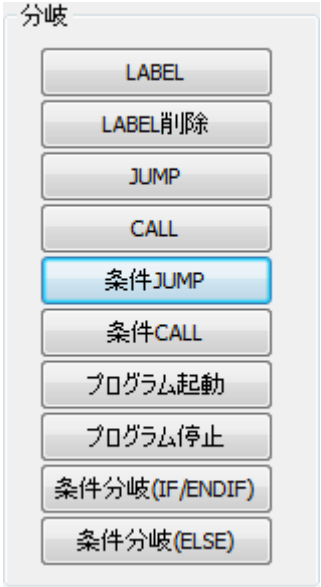 分岐
LABEL
LABEL削除
JUMP
CALL
条件JUMP
条件CALL
プログラム起動
プログラム停止
条件分岐(IF/ENDIF)
条件分岐(ELSE)